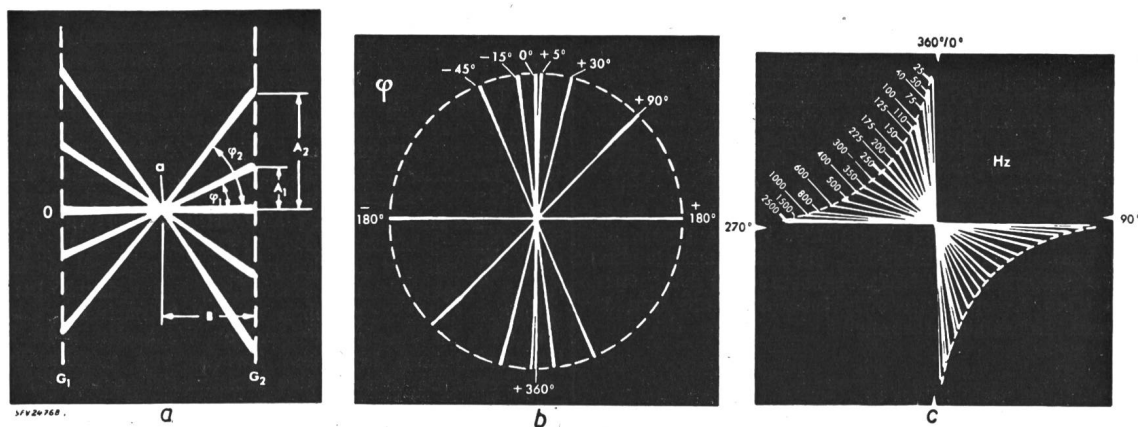 a
φ₂
φ₁
A₂
A₁
0
B
G₁
G₂
SFV24768.
a
φ
−45°
−15°
0°
+5°
+30°
+90°
−
180°
+
180°
+360°
b
360°/0°
25
40
50
75
100
110
125
150
175
200
225
250
300
350
400
500
600
800
1000
1500
2500
Hz
270°
90°
c